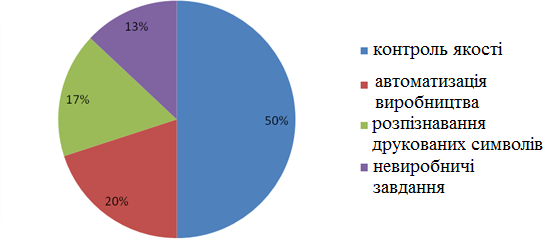 13%
17%
50%
20%
контроль якості
автоматизація
виробництва
розпізнавання
друкованих символів
невиробничі
завдання